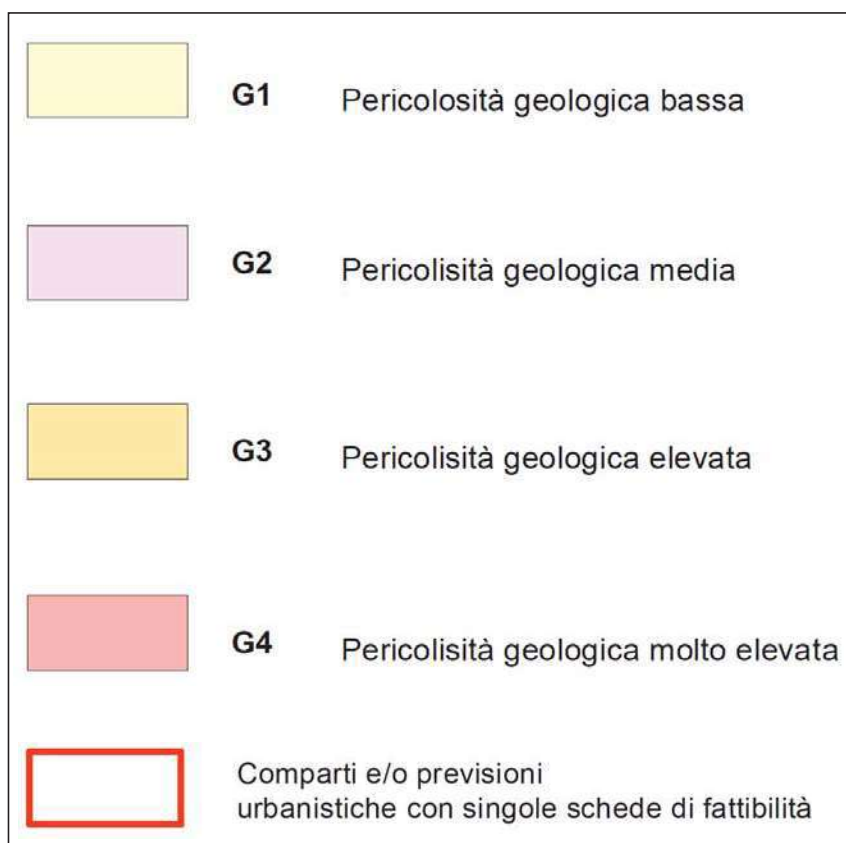 G1 Pericolosità geologica bassa
G2 Pericolisità geologica media
G3 Pericolisità geologica elevata
G4 Pericolisità geologica molto elevata
Comparti e/o previsioni
urbanistiche con singole schede di fattibilità